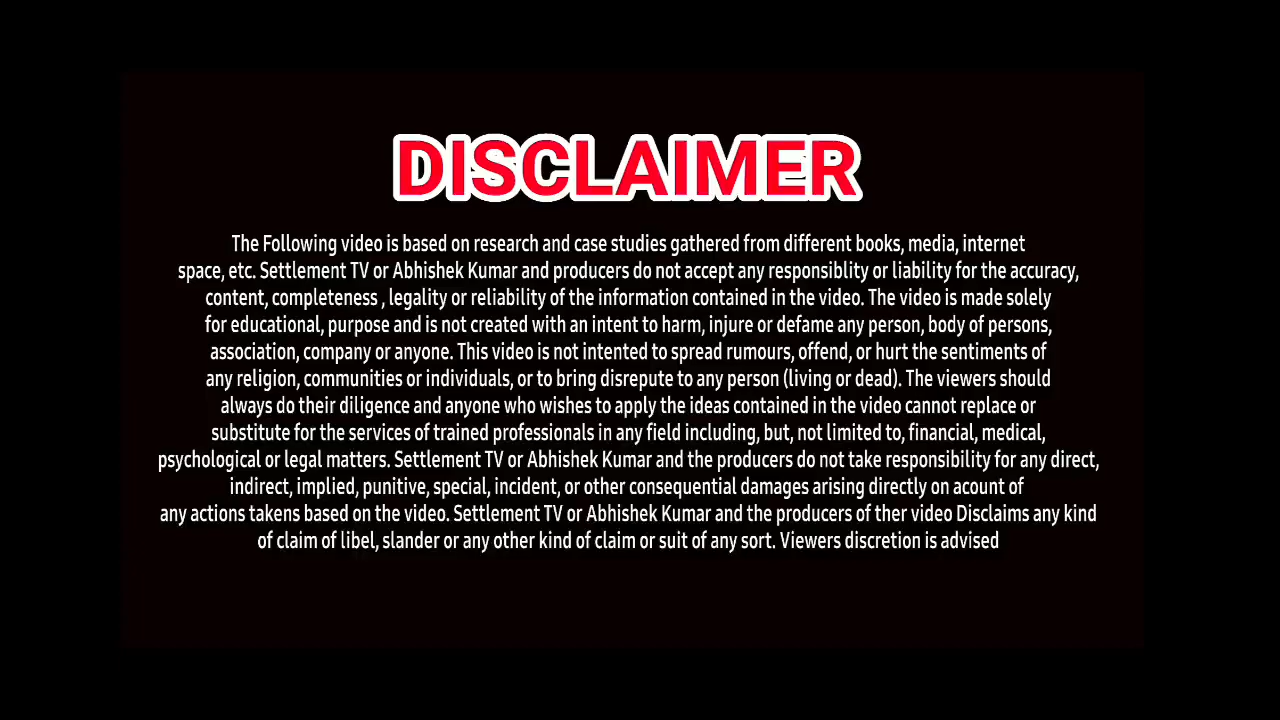 DISCLAIMER
The Following video is based on research and case studies gathered from different books, media, internet
space, etc. Settlement TV or Abhishek Kumar and producers do not accept any responsiblity or liability for the accuracy,
content, completeness , legality or reliability of the information contained in the video. The video is made solely
for educational, purpose and is not created with an intent to harm, injure or defame any person, body of persons,
association, company or anyone. This video is not intented to spread rumours, offend, or hurt the sentiments of
any religion, communities or individuals, or to bring disrepute to any person (living or dead). The viewers should
always do their diligence and anyone who wishes to apply the ideas contained in the video cannot replace or
substitute for the services of trained professionals in any field including, but, not limited to, financial, medical,
psychological or legal matters. Settlement TV or Abhishek Kumar and the producers do not take responsibility for any direct,
indirect, implied, punitive, special, incident, or other consequential damages arising directly on acount of
any actions takens based on the video. Settlement TV or Abhishek Kumar and the producers of ther video Disclaims any kind
of claim of libel, slander or any other kind of claim or suit of any sort. Viewers discretion is advised